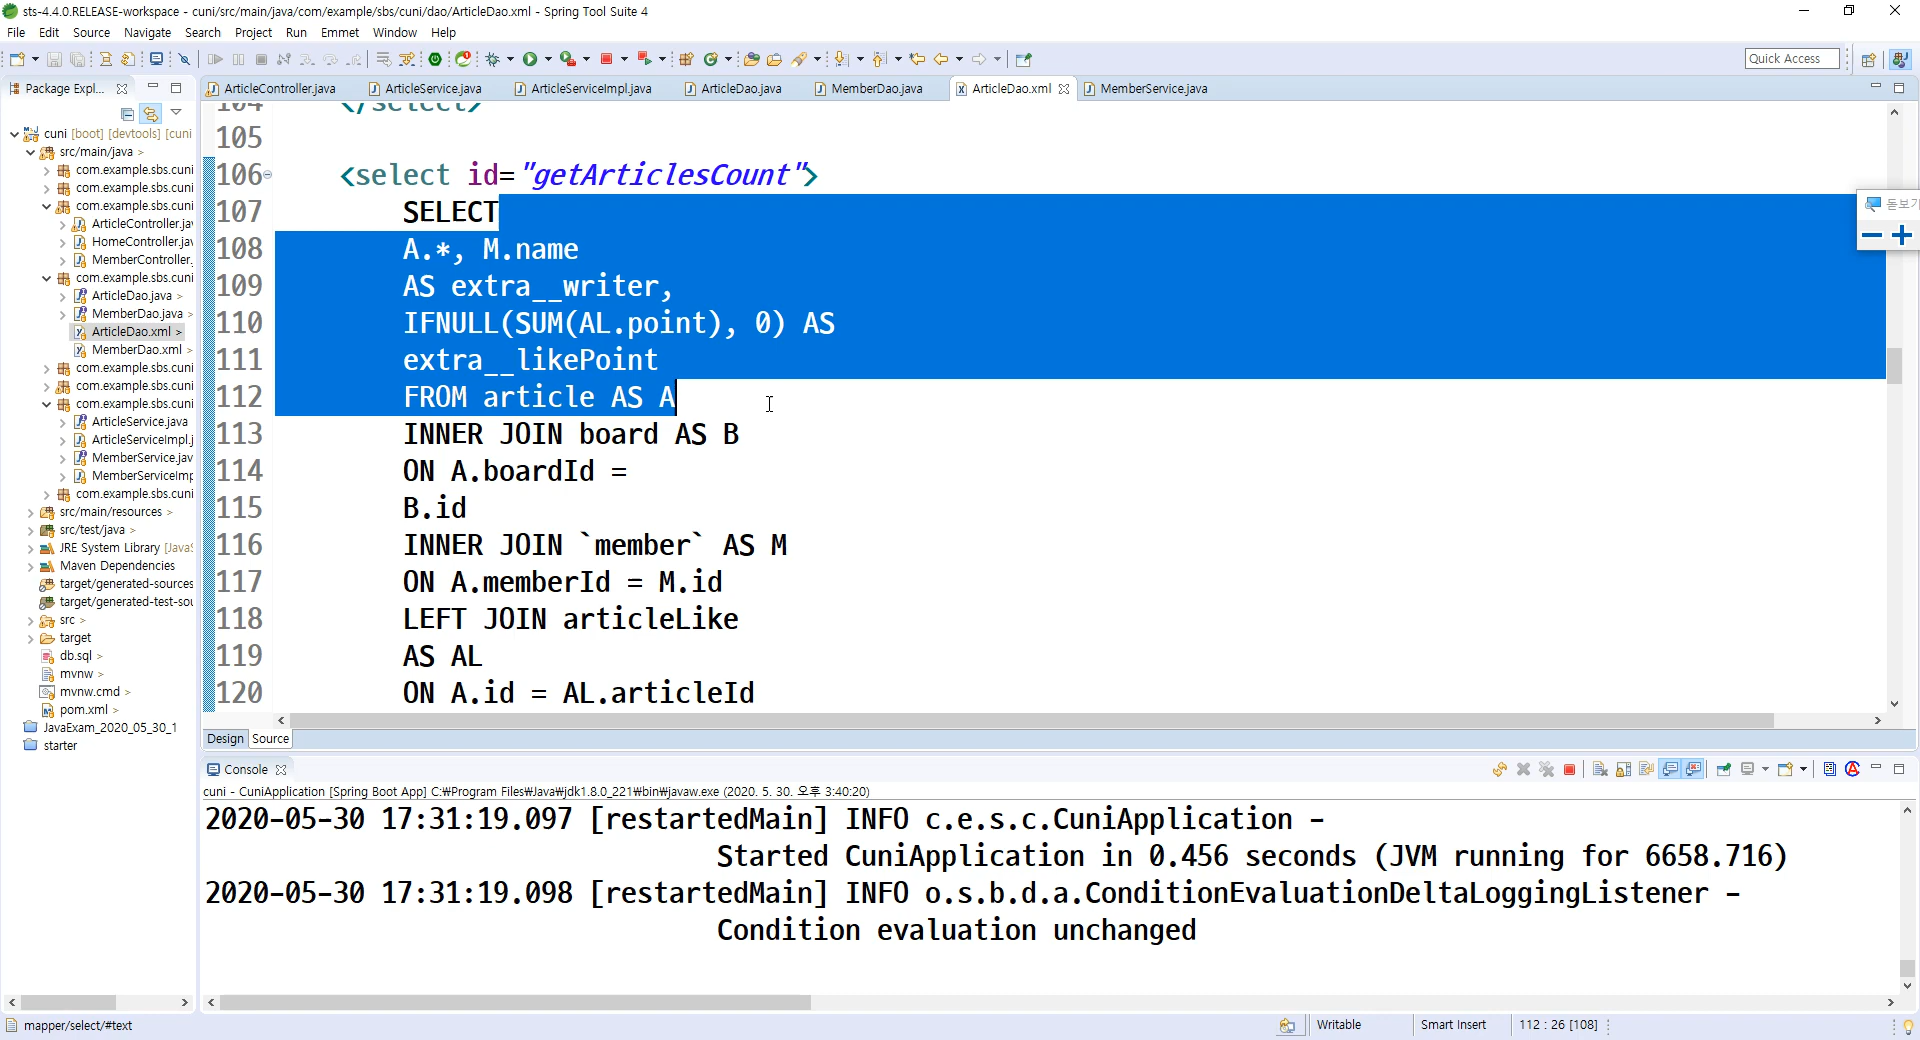 sts-4.4.0.RELEASE-workspace - cuni/src/main/java/com/example/sbs/cuni/dao/ArticleDao.xml - Spring Tool Suite 4
File Edit Source Navigate Search Project Run Emmet Window Help
Quick Access
Package Expl...
ArticleController.java
ArticleService.java
ArticleServiceImpl.java
ArticleDao.java
MemberDao.java
ArticleDao.xml
MemberService.java
cuni [boot] [devtools] [cuni
src/main/java >
com.example.sbs.cuni
com.example.sbs.cuni
com.example.sbs.cuni
ArticleController.jav
HomeController.jav
MemberController.
com.example.sbs.cuni
ArticleDao.java >
MemberDao.java >
ArticleDao.xml >
MemberDao.xml >
com.example.sbs.cuni
com.example.sbs.cuni
com.example.sbs.cuni
ArticleService.java
ArticleServiceImpl.j
MemberService.jav
MemberServiceImp
com.example.sbs.cuni
src/main/resources >
src/test/java >
JRE System Library [JavaS
Maven Dependencies
target/generated-sources
target/generated-test-sou
src >
target
db.sql >
mvnw >
mvnw.cmd >
pom.xml >
JavaExam_2020_05_30_1
starter
104 </select>
105
106 <select id="getArticlesCount">
107 SELECT
108 A.*, M.name
109 AS extra__writer,
110 IFNULL(SUM(AL.point), 0) AS
111 extra__likePoint
112 FROM article AS A
113 INNER JOIN board AS B
114 ON A.boardId =
115 B.id
116 INNER JOIN `member` AS M
117 ON A.memberId = M.id
118 LEFT JOIN articleLike
119 AS AL
120 ON A.id = AL.articleId
돋보기
Design Source
Console
cuni - CuniApplication [Spring Boot App] C:₩Program Files₩Java₩jdk1.8.0_221₩bin₩javaw.exe (2020. 5. 30. 오후 3:40:20)
2020-05-30 17:31:19.097 [restartedMain] INFO c.e.s.c.CuniApplication -
Started CuniApplication in 0.456 seconds (JVM running for 6658.716)
2020-05-30 17:31:19.098 [restartedMain] INFO o.s.b.d.a.ConditionEvaluationDeltaLoggingListener -
Condition evaluation unchanged
mapper/select/#text
Writable
Smart Insert
112 : 26 [108]